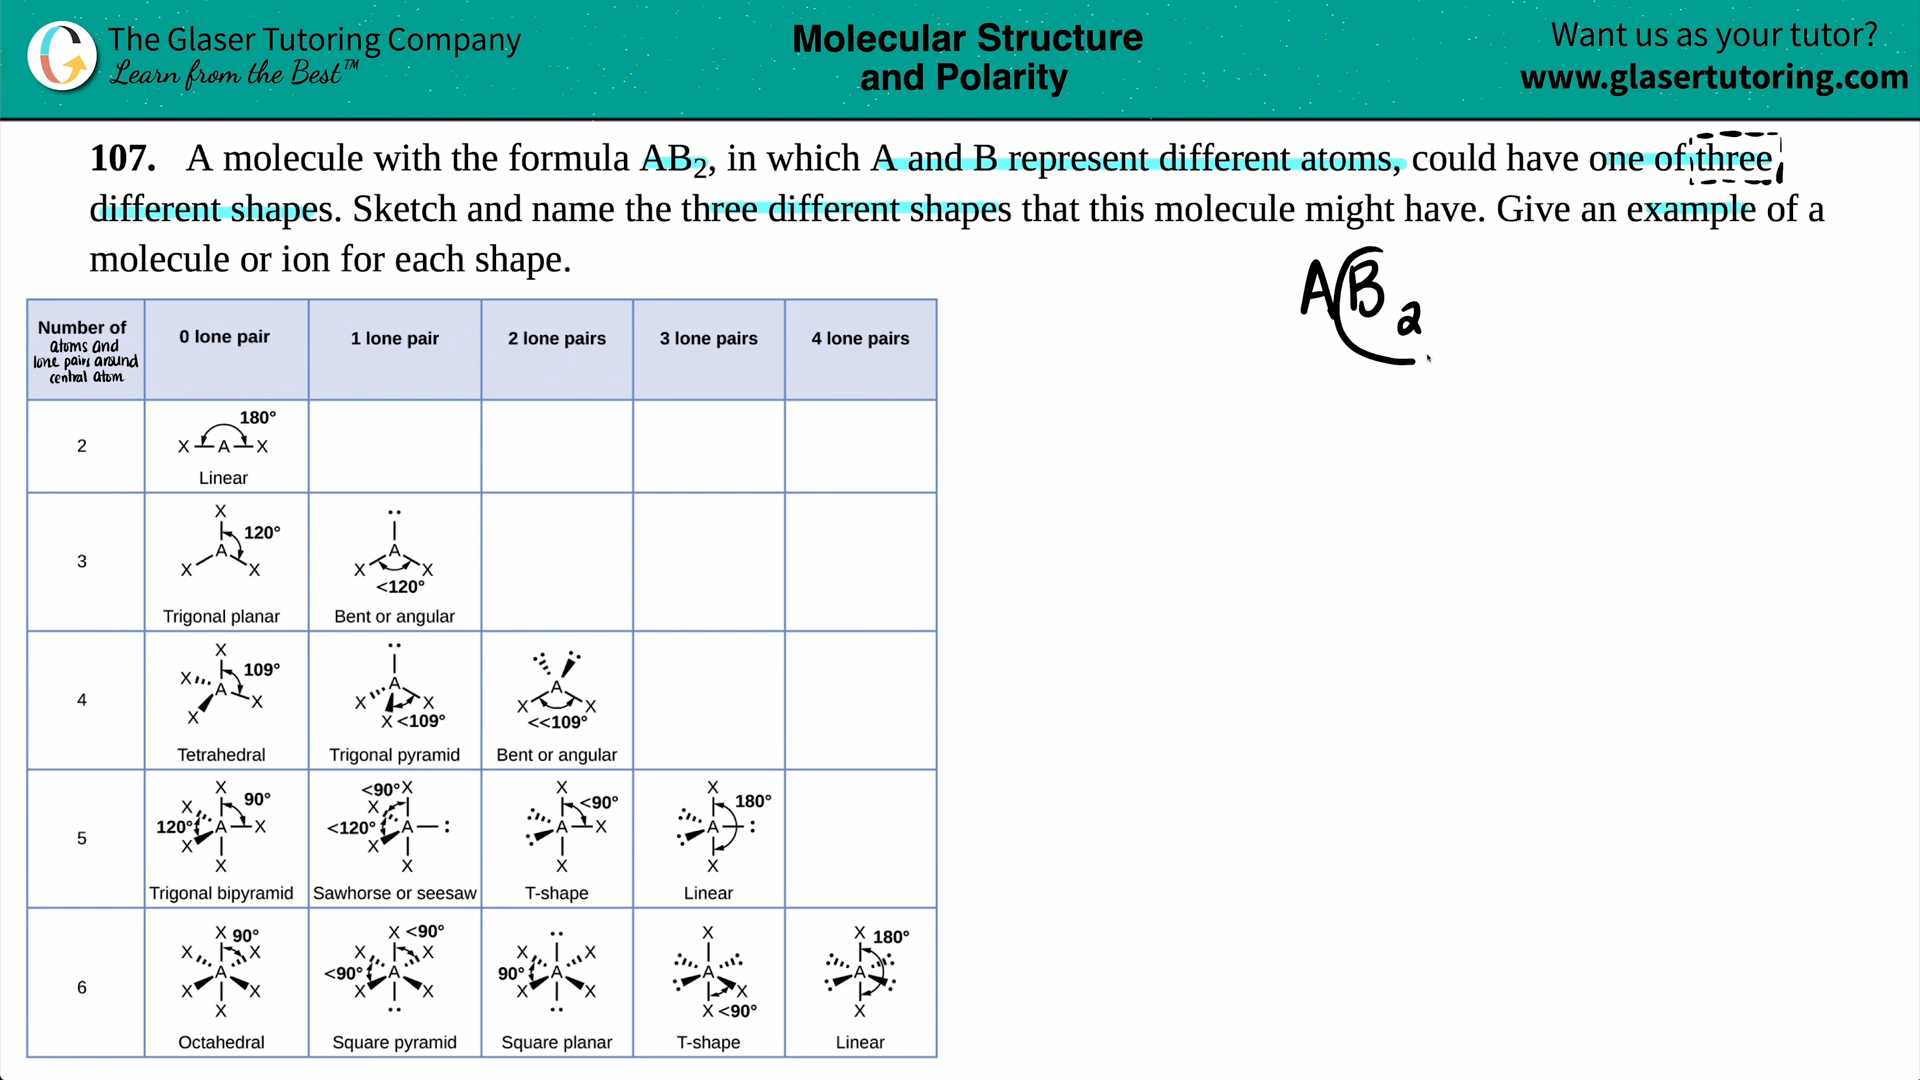 The Glaser Tutoring Company
Learn from the Best™
Molecular Structure
and Polarity
Want us as your tutor?
www.glasertutoring.com
107. A molecule with the formula AB₂, in which A and B represent different atoms, could have one of three
different shapes. Sketch and name the three different shapes that this molecule might have. Give an example of a
molecule or ion for each shape.
AB₂
Number of
atoms and
lone pairs around
central atom
0 lone pair
1 lone pair
2 lone pairs
3 lone pairs
4 lone pairs
2
180°
X A X
Linear
3
X
120°
A
X X
Trigonal planar
A
X X
<120°
Bent or angular
4
X
109°
X
A
X
X
Tetrahedral
A
X X
X <109°
Trigonal pyramid
A
X X
<<109°
Bent or angular
5
X
90°
X
120° A X
X
X
Trigonal bipyramid
<90° X
X
<120° A :
X
X
Sawhorse or seesaw
X
<90°
: A X
:
X
T-shape
X
180°
: A :
:
X
Linear
6
X 90°
X X
A
X X
X
Octahedral
X <90°
X X
<90° A
X X
Square pyramid
X X
90° A
X X
Square planar
X
A
X
X <90°
T-shape
X 180°
A
X
Linear